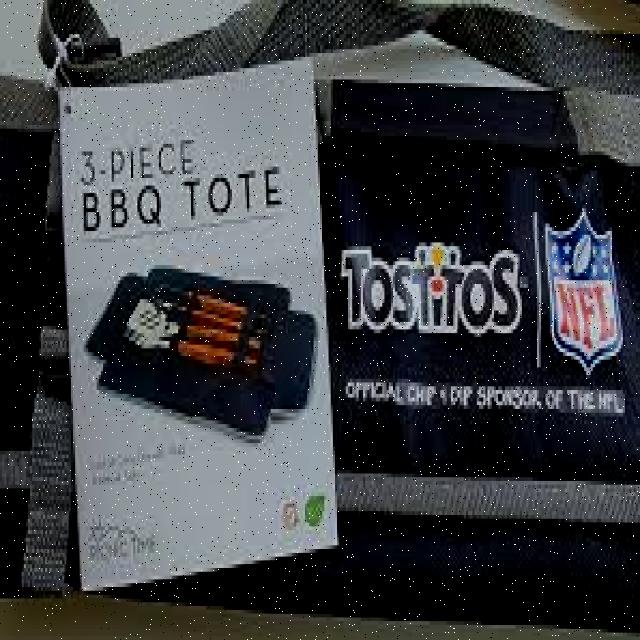 3-PIECE
BBQ TOTE
TOSTITOS
NFL
OFFICIAL CHIP & DIP SPONSOR OF THE NFL